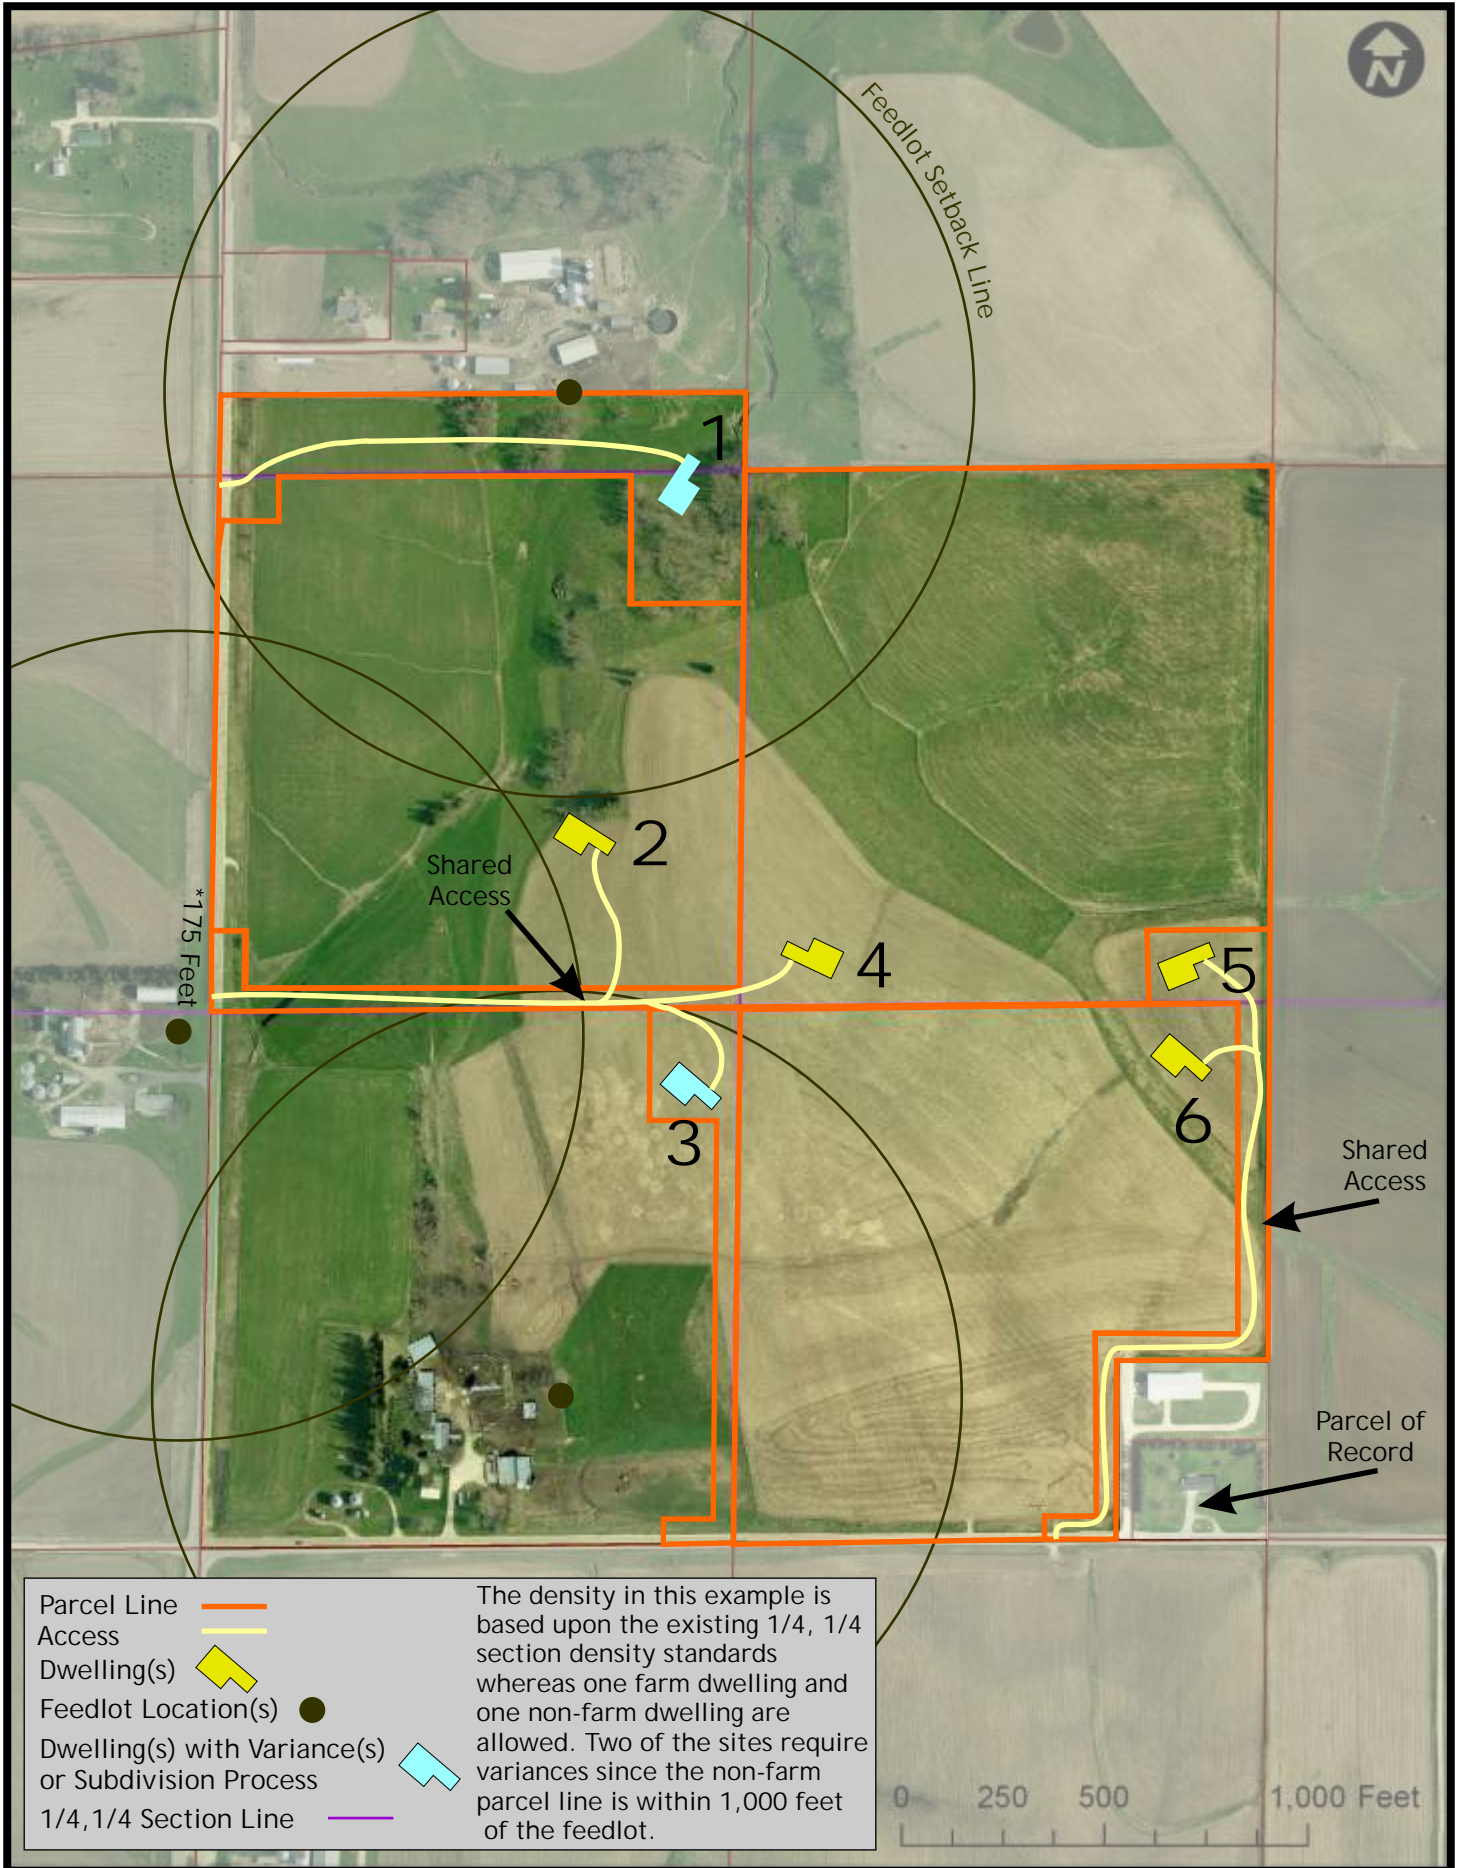 N
Feedlot Setback Line
1
2
Shared
Access
*175 Feet
4
5
3
6
Shared
Access
Parcel of
Record
Parcel Line
Access
Dwelling(s)
Feedlot Location(s)
Dwelling(s) with Variance(s)
or Subdivision Process
1/4,1/4 Section Line
The density in this example is
based upon the existing 1/4, 1/4
section density standards
whereas one farm dwelling and
one non-farm dwelling are
allowed. Two of the sites require
variances since the non-farm
parcel line is within 1,000 feet
of the feedlot.
0 250 500 1,000 Feet